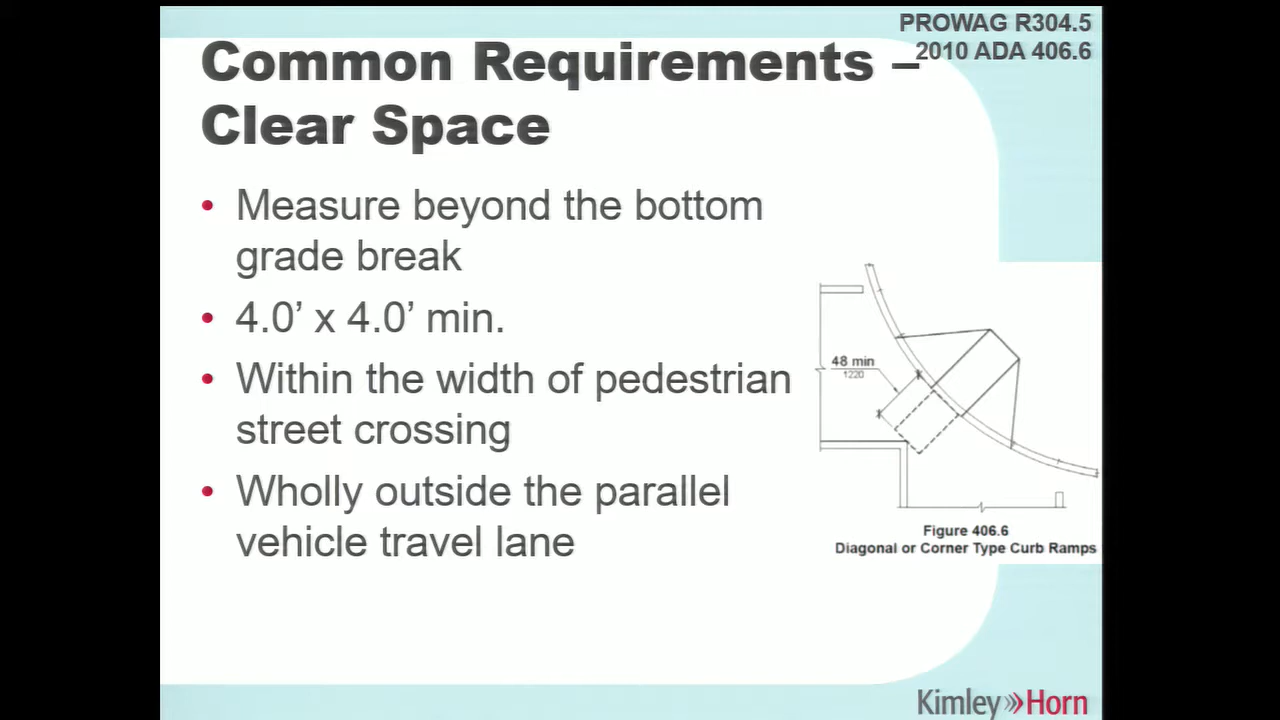 PROWAG R304.5
2010 ADA 406.6
Common Requirements –
Clear Space
• Measure beyond the bottom
grade break
• 4.0’ x 4.0’ min.
• Within the width of pedestrian
street crossing
• Wholly outside the parallel
vehicle travel lane
48 min
1220
Figure 406.6
Diagonal or Corner Type Curb Ramps
Kimley»Horn